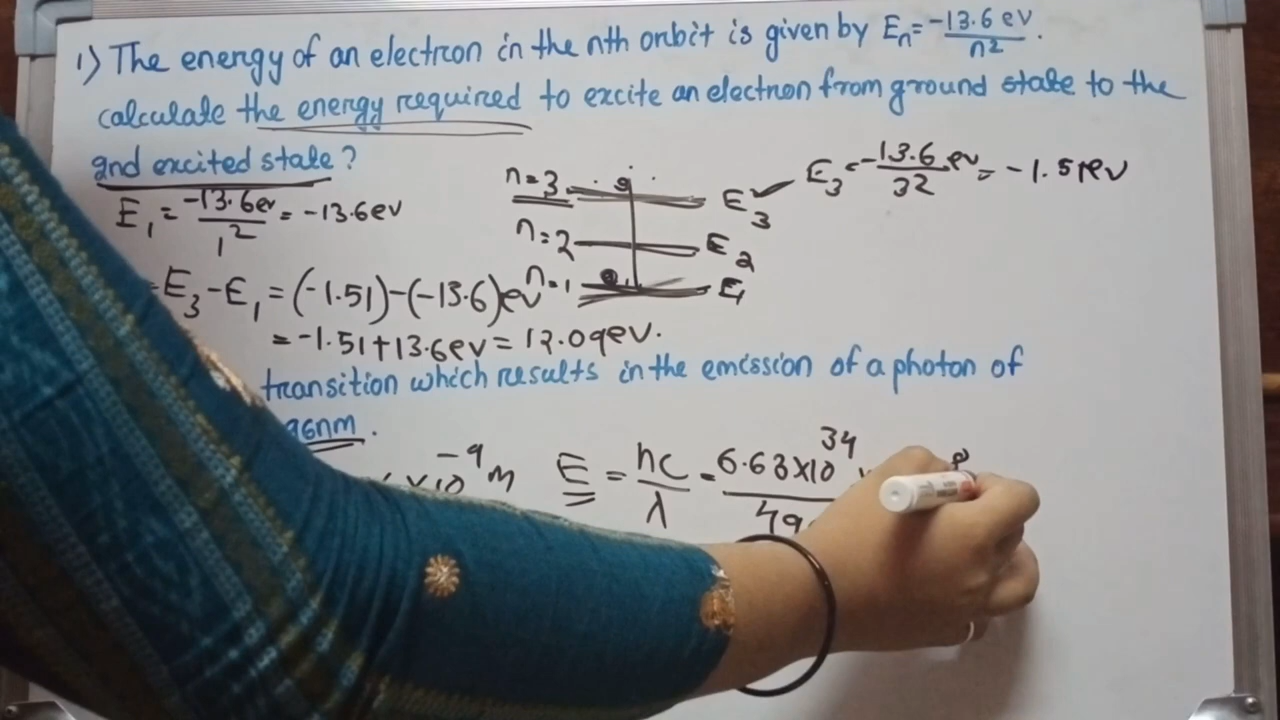 1) The energy of an electron in the nth orbit is given by En = -13.6 ev / n².
calculate the energy required to excite an electron from ground state to the
2nd excited state?
E₁ = -13.6ev / 1² = -13.6ev
n=3 E₃ ✓ E₃ = -13.6 / 3² ev = -1.51ev
n=2 E₂
n=1 E₁
E₃ - E₁ = (-1.51) - (-13.6)ev
= -1.51 + 13.6ev = 12.09ev.
transition which results in the emission of a photon of
96nm.
×10⁻⁹ m E = hc / λ = 6.63×10³⁴